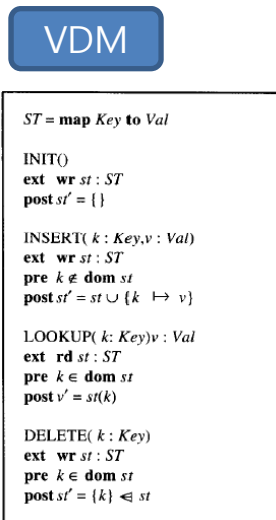 VDM
ST = map Key to Val
INIT()
ext wr st : ST
post st′ = { }
INSERT( k : Key,v : Val)
ext wr st : ST
pre k ∉ dom st
post st′ = st ∪ {k ↦ v}
LOOKUP( k: Key)v : Val
ext rd st : ST
pre k ∈ dom st
post v′ = st(k)
DELETE( k : Key)
ext wr st : ST
pre k ∈ dom st
post st′ = {k} ⩤ st